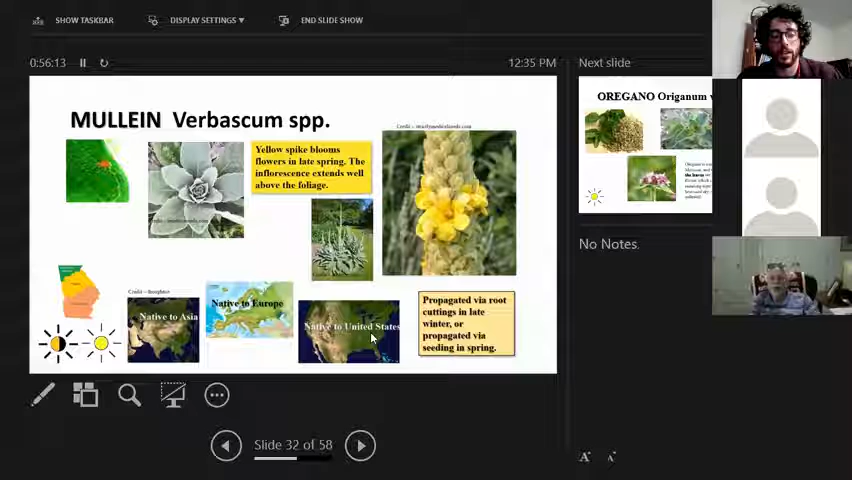 SHOW TASKBAR
DISPLAY SETTINGS ▼
END SLIDE SHOW
0:56:13
12:35 PM
Next slide
MULLEIN Verbascum spp.
Yellow spike blooms
flowers in late spring. The
inflorescence extends well
above the foliage.
Native to Asia
Native to Europe
Native to United States
Propagated via root
cuttings in late
winter, or
propagated via
seeding in spring.
OREGANO Origanum
No Notes.
Slide 32 of 58
A
A